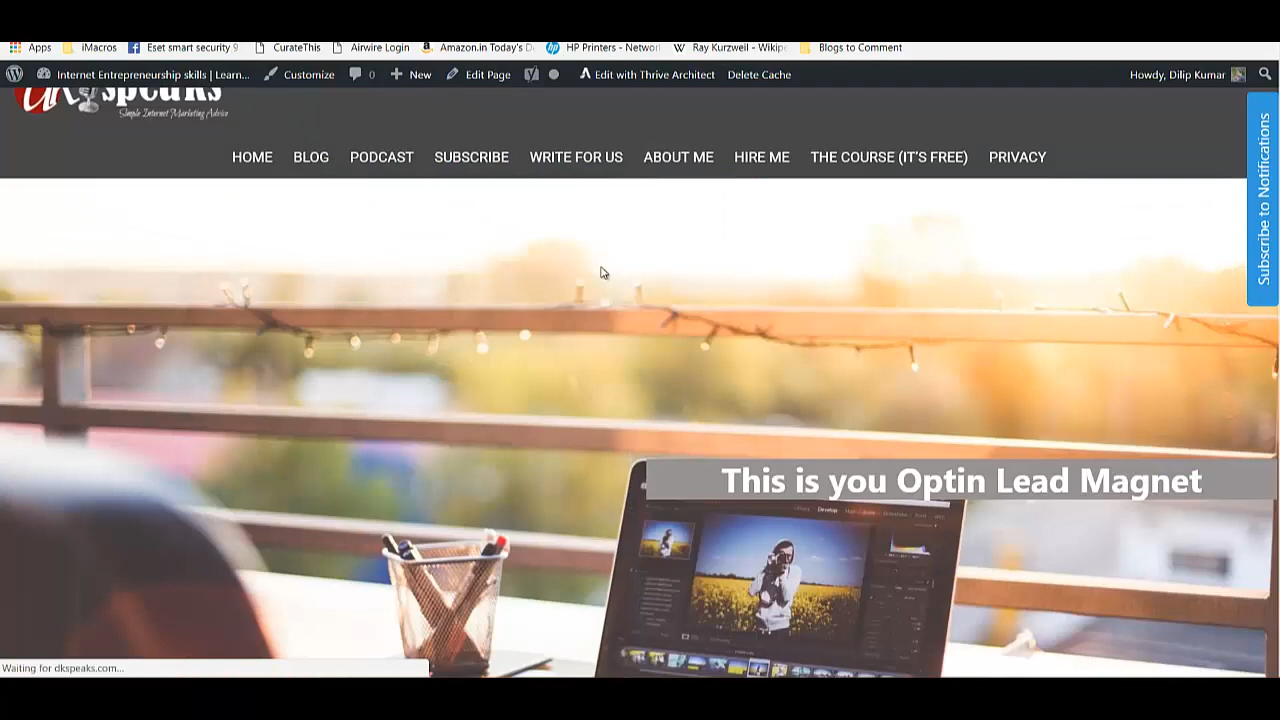 Apps iMacros Eset smart security 9 CurateThis Airwire Login Amazon.in Today's D HP Printers - Networ Ray Kurzweil - Wikip Blogs to Comment
Internet Entrepreneurship skills | Learn... Customize 0 New Edit Page Edit with Thrive Architect Delete Cache Howdy, Dilip Kumar
dk speaks
Simple Internet Marketing Advice
HOME BLOG PODCAST SUBSCRIBE WRITE FOR US ABOUT ME HIRE ME THE COURSE (IT'S FREE) PRIVACY
Subscribe to Notifications
This is you Optin Lead Magnet
Develop
Waiting for dkspeaks.com...